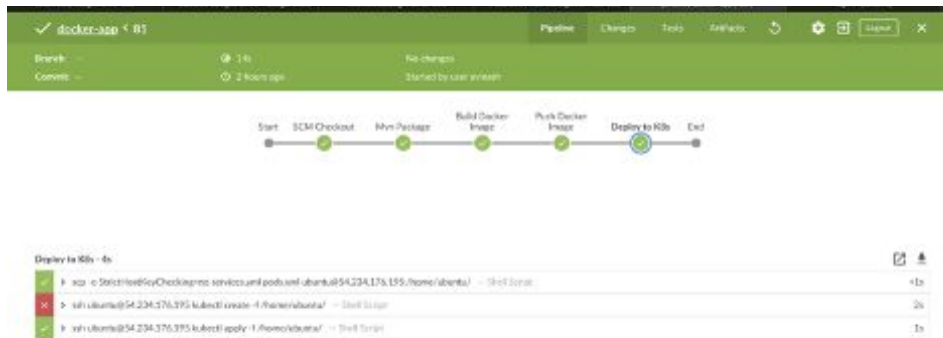 docker-app < 85
Pipeline Changes Tests Artifacts Logout
Branch: —
Commit: —
14s
2 hours ago
No changes
Started by user
Start
SCM Checkout
Mvn Package
Build Docker
Image
Push Docker
Image
Deploy to K8s
End
Deploy to K8s - 4s
scp -o StrictHostKeyChecking=no services.yml pods.yml ubuntu@54.234.176.195:/home/ubuntu/ — Shell Script
<1s
ssh ubuntu@54.234.176.195 kubectl create -f /home/ubuntu/ — Shell Script
2s
ssh ubuntu@54.234.176.195 kubectl apply -f /home/ubuntu/ — Shell Script
1s